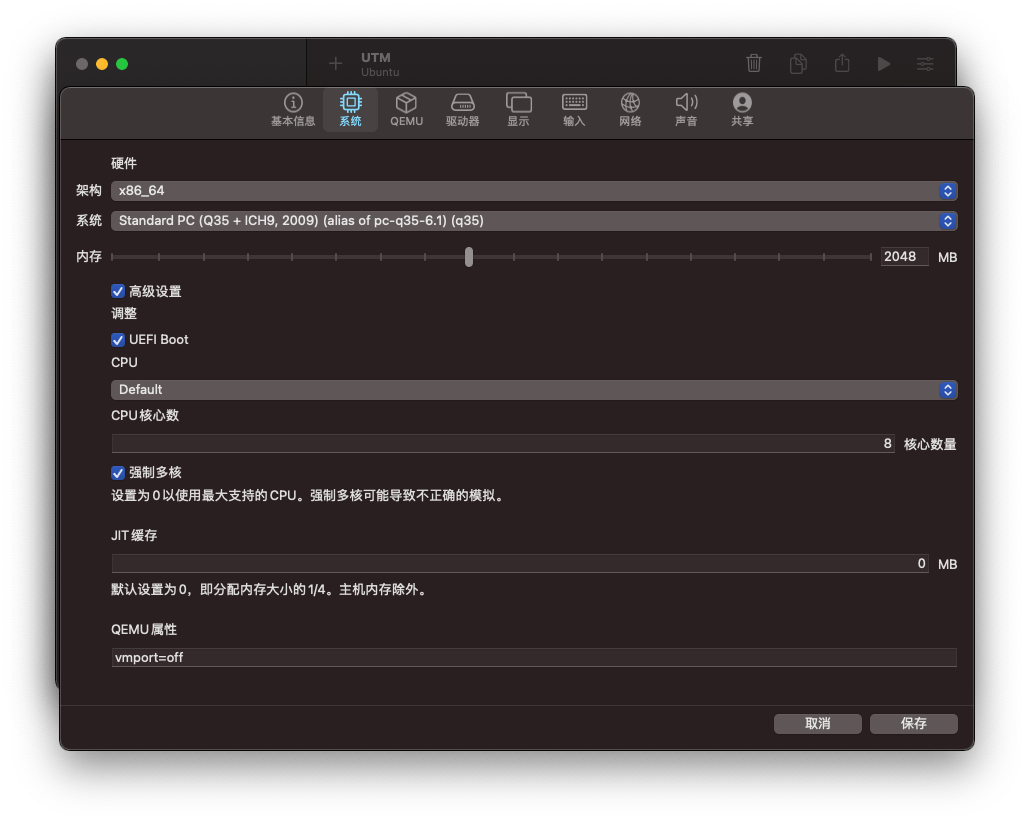 UTM
Ubuntu
基本信息 系统 QEMU 驱动器 显示 输入 网络 声音 共享
硬件
架构 x86_64
系统 Standard PC (Q35 + ICH9, 2009) (alias of pc-q35-6.1) (q35)
内存 2048 MB
高级设置
调整
UEFI Boot
CPU
Default
CPU 核心数
8 核心数量
强制多核
设置为 0 以使用最大支持的 CPU。强制多核可能导致不正确的模拟。
JIT 缓存
0 MB
默认设置为 0，即分配内存大小的 1/4。主机内存除外。
QEMU 属性
vmport=off
取消 保存